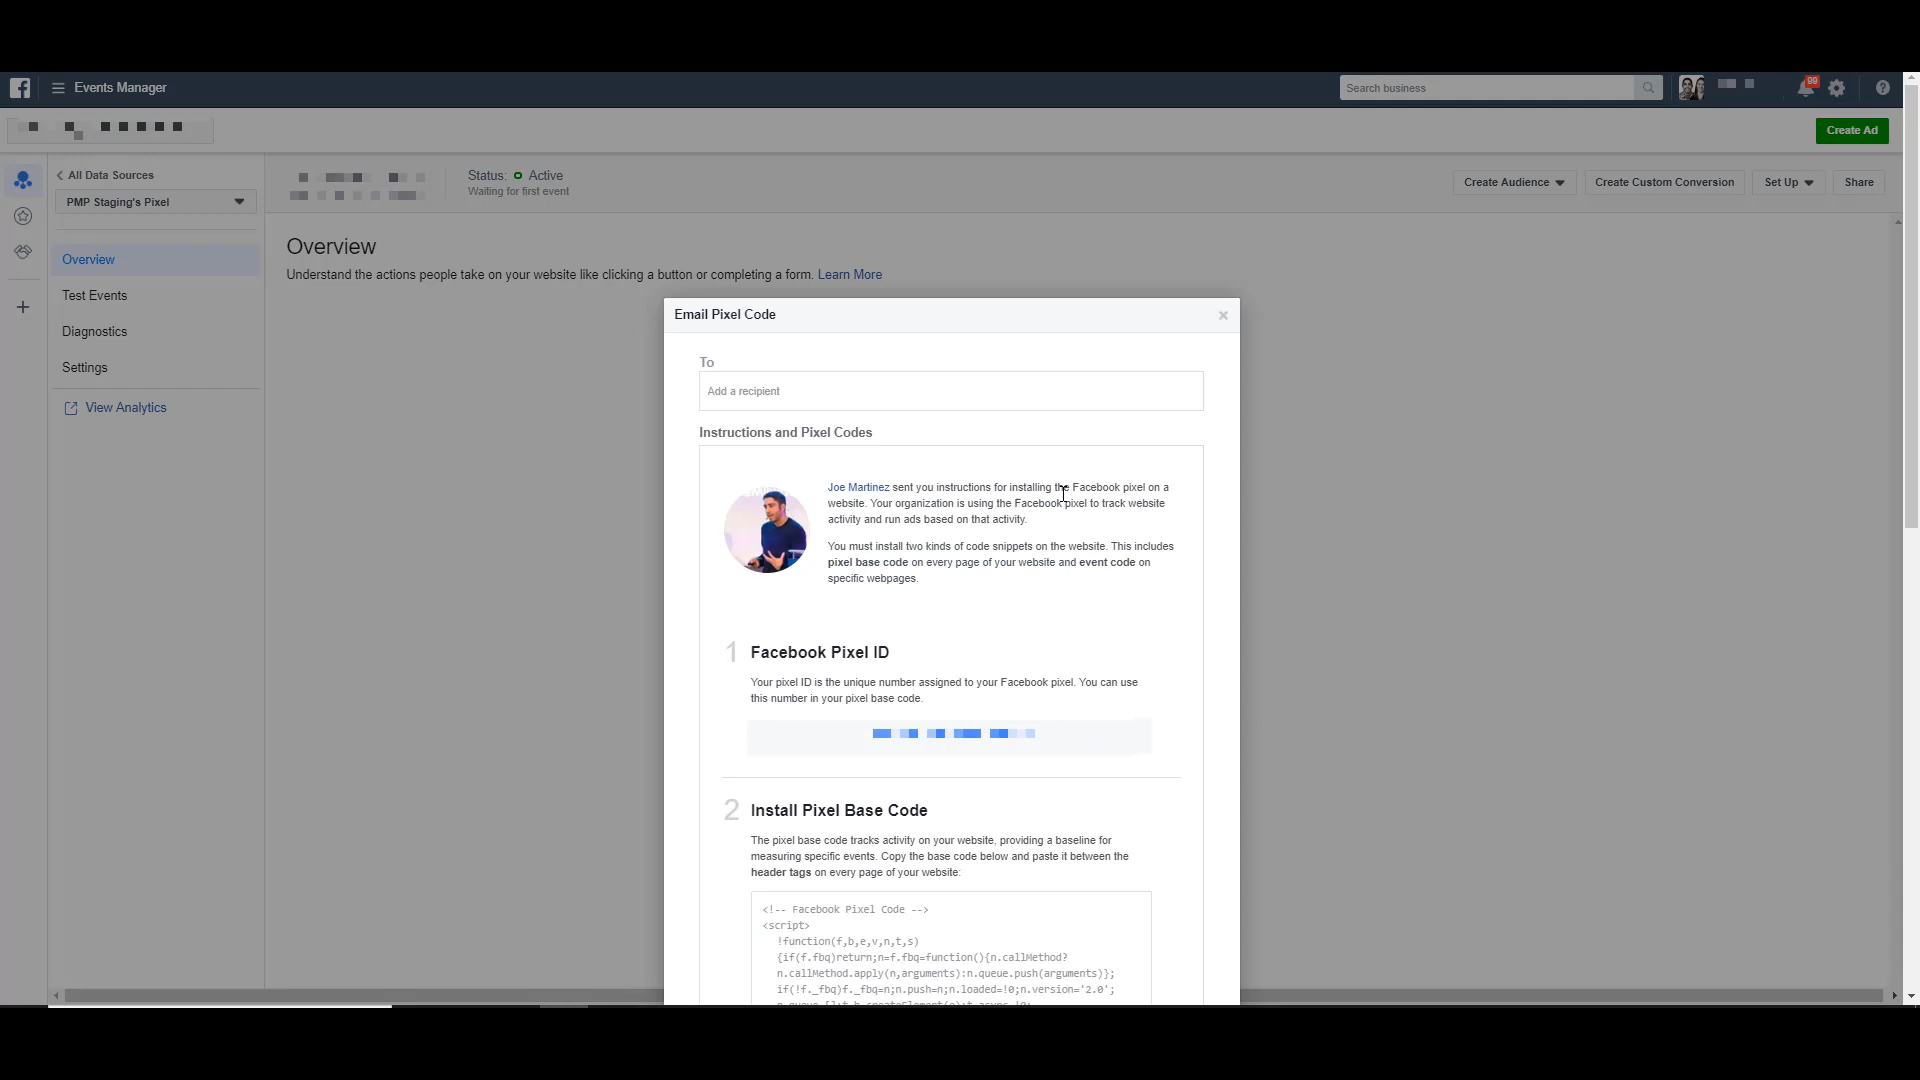 Events Manager
Search business
99
Create Ad
All Data Sources
PMP Staging's Pixel
Status: Active
Waiting for first event
Create Audience
Create Custom Conversion
Set Up
Share
Overview
Test Events
Diagnostics
Settings
View Analytics
Overview
Understand the actions people take on your website like clicking a button or completing a form. Learn More
Email Pixel Code
To
Add a recipient
Instructions and Pixel Codes
Joe Martinez sent you instructions for installing the Facebook pixel on a
website. Your organization is using the Facebook pixel to track website
activity and run ads based on that activity.
You must install two kinds of code snippets on the website. This includes
pixel base code on every page of your website and event code on
specific webpages.
1 Facebook Pixel ID
Your pixel ID is the unique number assigned to your Facebook pixel. You can use
this number in your pixel base code.
2 Install Pixel Base Code
The pixel base code tracks activity on your website, providing a baseline for
measuring specific events. Copy the base code below and paste it between the
header tags on every page of your website:
<!-- Facebook Pixel Code -->
<script>
!function(f,b,e,v,n,t,s)
{if(f.fbq)return;n=f.fbq=function(){n.callMethod?
n.callMethod.apply(n,arguments):n.queue.push(arguments)};
if(!f._fbq)f._fbq=n;n.push=n;n.loaded=!0;n.version='2.0';